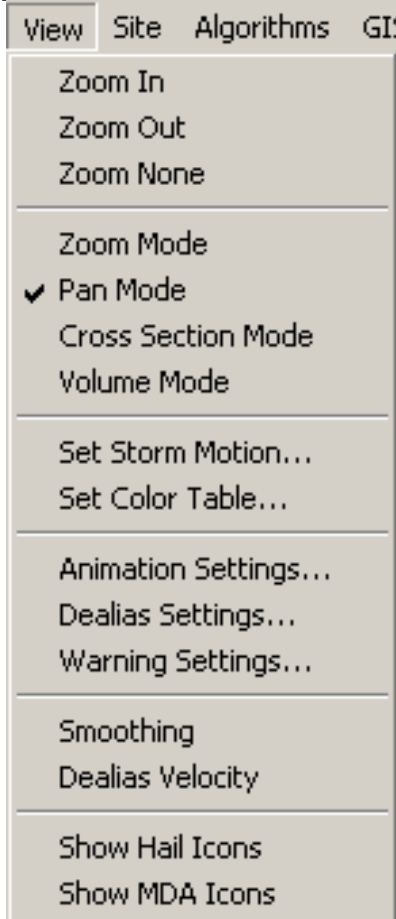 View Site Algorithms GIS
Zoom In
Zoom Out
Zoom None
Zoom Mode
Pan Mode
Cross Section Mode
Volume Mode
Set Storm Motion...
Set Color Table...
Animation Settings...
Dealias Settings...
Warning Settings...
Smoothing
Dealias Velocity
Show Hail Icons
Show MDA Icons